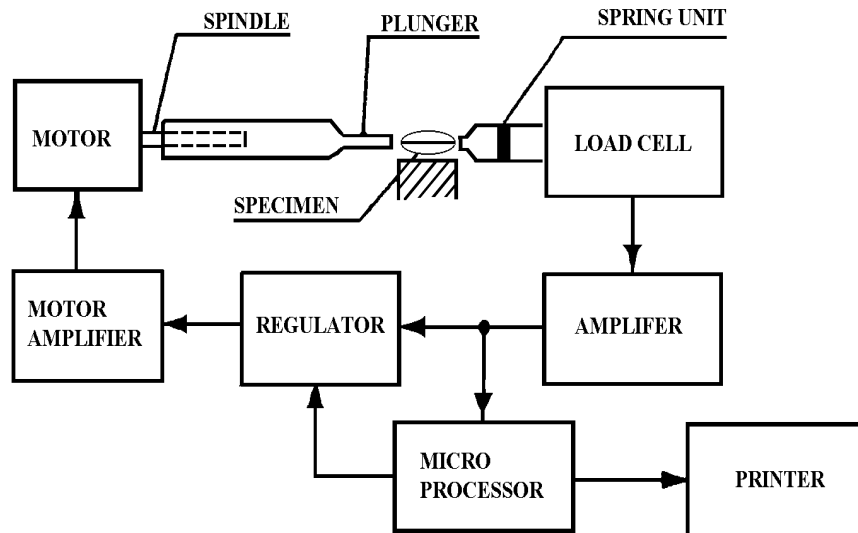 SPINDLE
PLUNGER
SPRING UNIT
MOTOR
LOAD CELL
SPECIMEN
MOTOR
AMPLIFIER
REGULATOR
AMPLIFER
MICRO
PROCESSOR
PRINTER